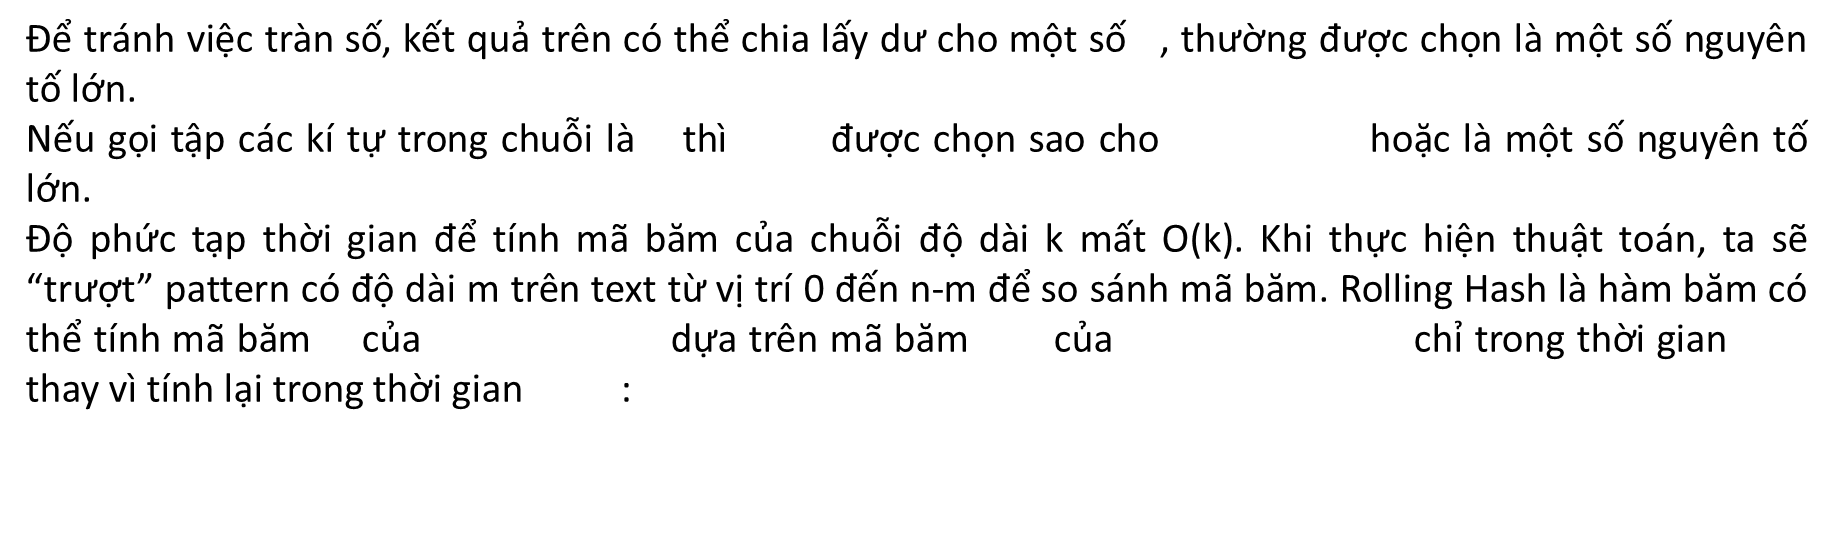 Để tránh việc tràn số, kết quả trên có thể chia lấy dư cho một số , thường được chọn là một số nguyên
tố lớn.
Nếu gọi tập các kí tự trong chuỗi là thì được chọn sao cho hoặc là một số nguyên tố
lớn.
Độ phức tạp thời gian để tính mã băm của chuỗi độ dài k mất O(k). Khi thực hiện thuật toán, ta sẽ
“trượt” pattern có độ dài m trên text từ vị trí 0 đến n-m để so sánh mã băm. Rolling Hash là hàm băm có
thể tính mã băm của dựa trên mã băm của chỉ trong thời gian
thay vì tính lại trong thời gian :